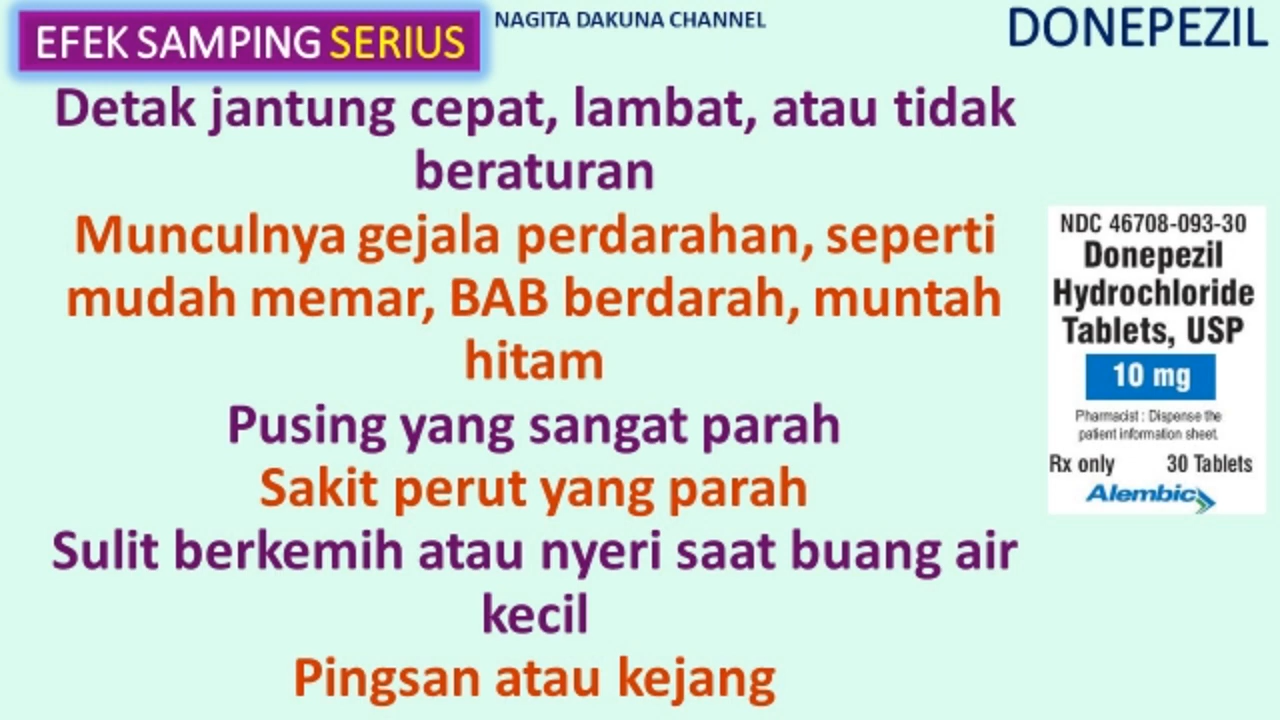 EFEK SAMPING SERIUS
NAGITA DAKUNA CHANNEL
DONEPEZIL
Detak jantung cepat, lambat, atau tidak
beraturan
Munculnya gejala perdarahan, seperti
mudah memar, BAB berdarah, muntah
hitam
Pusing yang sangat parah
Sakit perut yang parah
Sulit berkemih atau nyeri saat buang air
kecil
Pingsan atau kejang
NDC 46708-093-30
Donepezil
Hydrochloride
Tablets, USP
10 mg
Pharmacist : Dispense the
patient information sheet.
Rx only 30 Tablets
Alembic